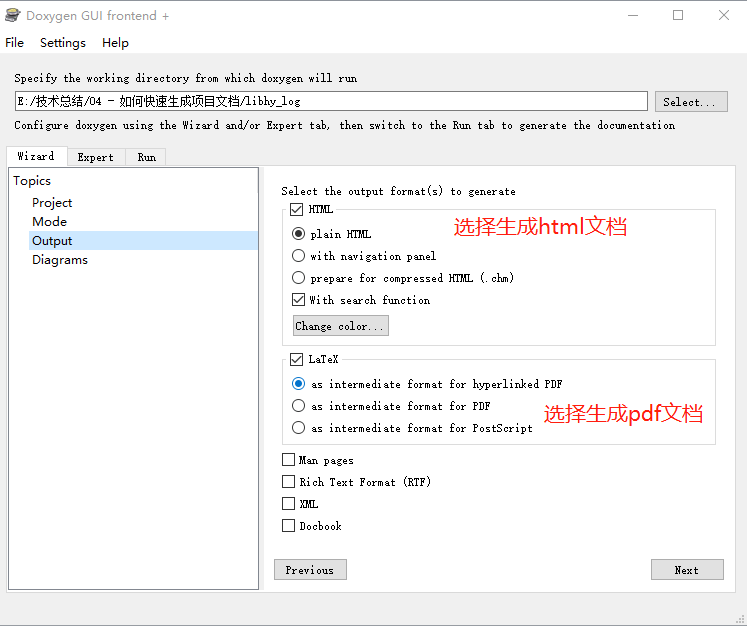 Doxygen GUI frontend +
File Settings Help
Specify the working directory from which doxygen will run
E:/技术总结/04 - 如何快速生成项目文档/libhy_log
Select...
Configure doxygen using the Wizard and/or Expert tab, then switch to the Run tab to generate the documentation
Wizard Expert Run
Topics
Project
Mode
Output
Diagrams
Select the output format(s) to generate
HTML
选择生成html文档
plain HTML
with navigation panel
prepare for compressed HTML (.chm)
With search function
Change color...
LaTeX
as intermediate format for hyperlinked PDF
as intermediate format for PDF
选择生成pdf文档
as intermediate format for PostScript
Man pages
Rich Text Format (RTF)
XML
Docbook
Previous
Next